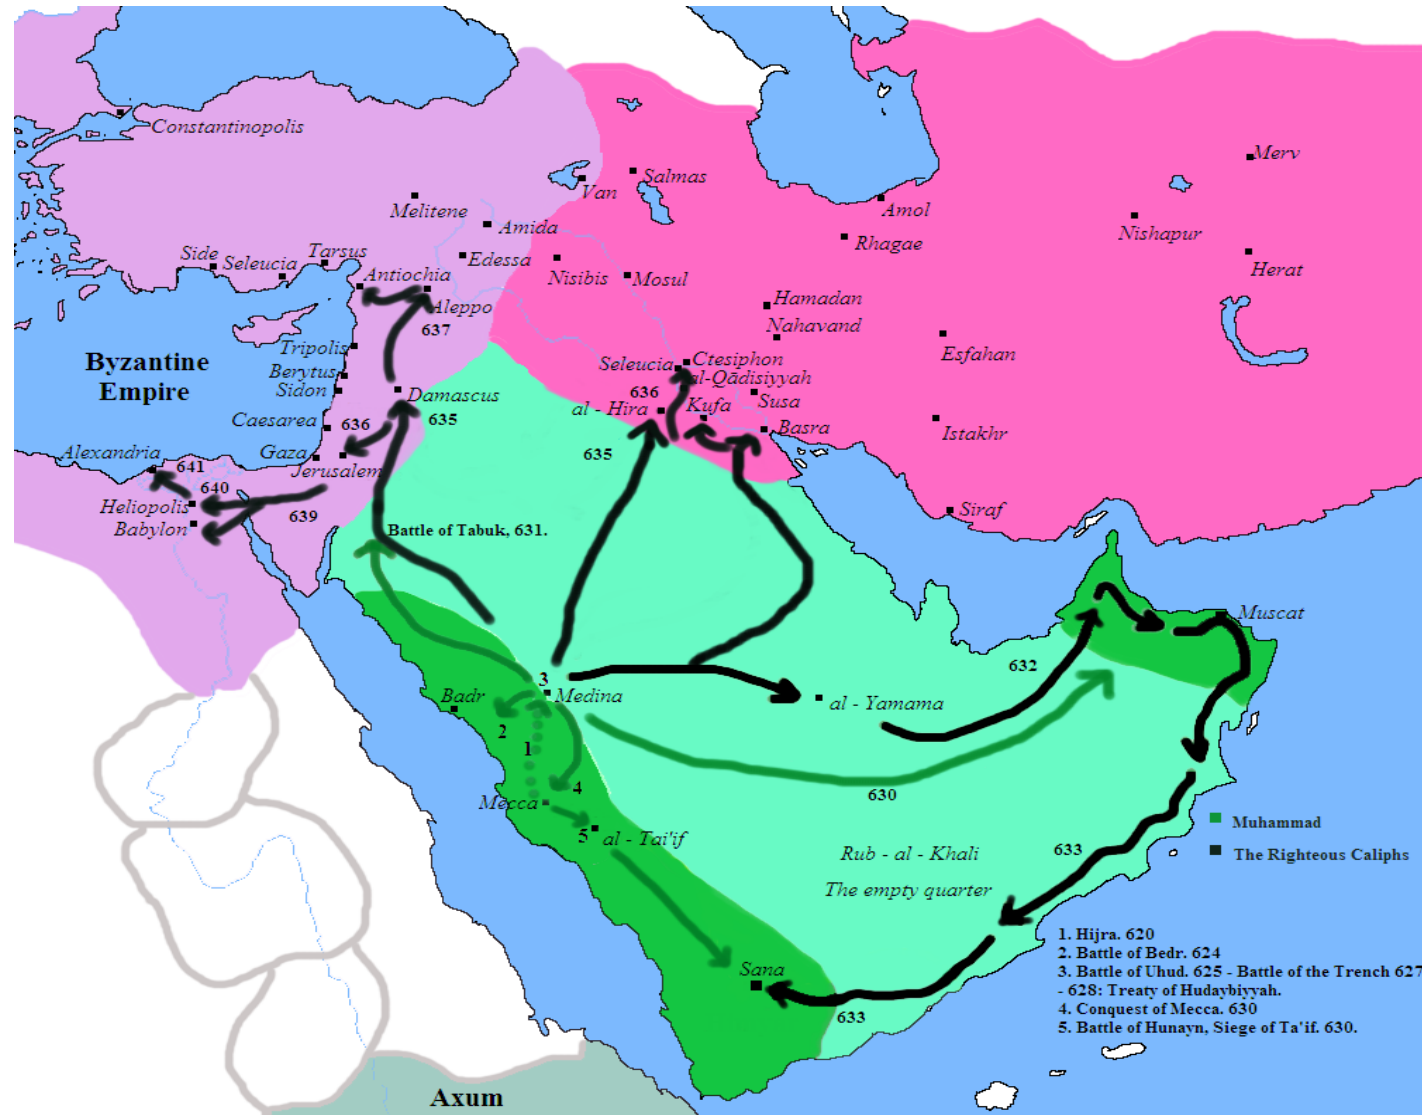 Constantinopolis
Merv
Salmas
Van
Melitene
Amol
Nishapur
Amida
Rhagae
Side
Seleucia
Tarsus
Edessa
Nisibis
Mosul
Herat
Antiochia
Aleppo
637
Hamadan
Nahavand
Esfahan
Byzantine
Empire
Tripolis
Berytus
Sidon
Damascus
Seleucia
Ctesiphon
al-Qādisiyyah
636
Kufa
Susa
al - Hira
Caesarea
636
635
Basra
Istakhr
Alexandria
641
Gaza
Jerusalem
635
640
Heliopolis
Babylon
639
Siraf
Battle of Tabuk, 631.
Muscat
632
3
Medina
Badr
al - Yamama
2
1
630
4
Mecca
5
al - Tai'if
Muhammad
Rub - al - Khali
633
The Righteous Caliphs
The empty quarter
1. Hijra. 620
2. Battle of Bedr. 624
3. Battle of Uhud. 625 - Battle of the Trench 627
- 628: Treaty of Hudaybiyyah.
4. Conquest of Mecca. 630
5. Battle of Hunayn, Siege of Ta'if. 630.
Sana
633
Axum